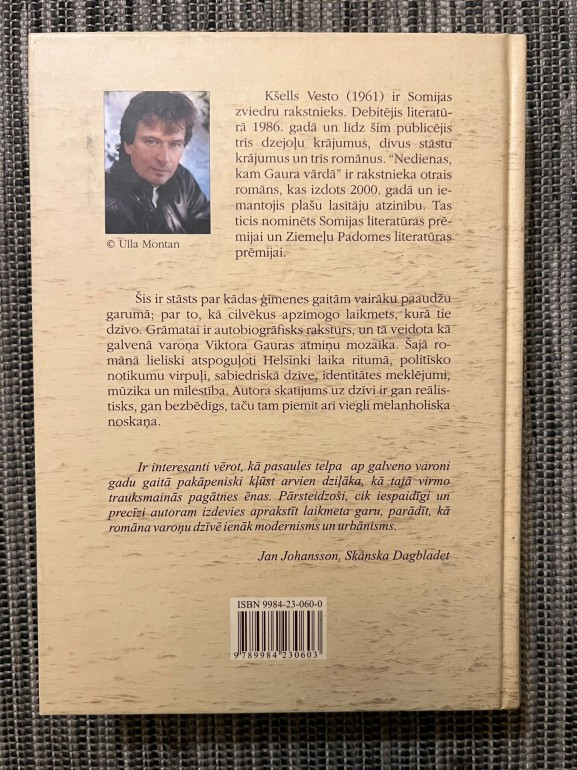 Kšells Vesto (1961) ir Somijas
zviedru rakstnieks. Debitējis literatū-
rā 1986. gadā un līdz šim publicējis
trīs dzejoļu krājumus, divus stāstu
krājumus un trīs romānus. “Nedienas,
kam Gaura vārdā” ir rakstnieka otrais
romāns, kas izdots 2000. gadā un ie-
mantojis plašu lasītāju atzinību. Tas
ticis nominēts Somijas literatūras prē-
mijai un Ziemeļu Padomes literatūras
prēmijai.
© Ulla Montan
Šis ir stāsts par kādas ģimenes gaitām vairāku paaudžu
garumā; par to, kā cilvēkus apzīmogo laikmets, kurā tie
dzīvo. Grāmatai ir autobiogrāfisks raksturs, un tā veidota kā
galvenā varoņa Viktora Gauras atmiņu mozaīka. Šajā ro-
mānā lieliski atspoguļoti Helsinki laika ritumā, politisko
notikumu virpulī, sabiedriskā dzīve, identitātes meklējumi,
mūzika un mīlestība. Autora skatījums uz dzīvi ir gan reālis-
tisks, gan bezbēdīgs, taču tam piemīt arī viegli melanholiska
noskaņa.
Ir interesanti vērot, kā pasaules telpa ap galveno varoni
gadu gaitā pakāpeniski kļūst arvien dziļāka, kā tajā virmo
trauksmainās pagātnes ēnas. Pārsteidzoši, cik iespaidīgi un
precīzi autoram izdevies aprakstīt laikmeta garu, parādīt, kā
romāna varoņu dzīvē ienāk modernisms un urbānisms.
Jan Johansson, Skånska Dagbladet
ISBN 9984-23-060-0
9 789984 230603